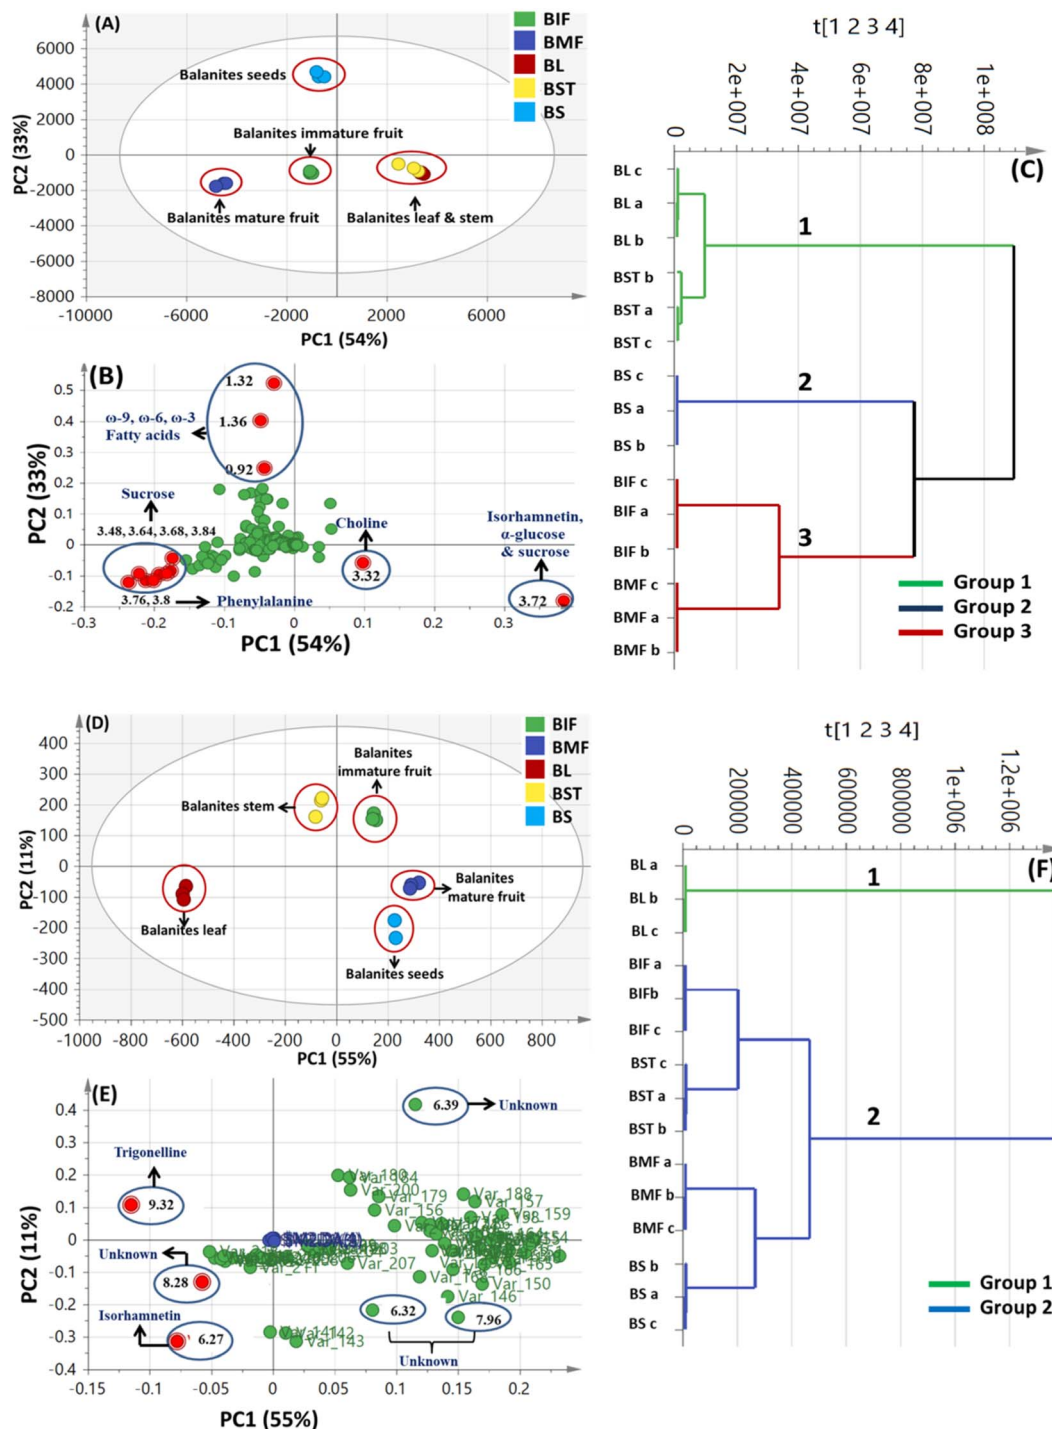 (A)
BIF
BMF
BL
BST
BS
6000
4000
2000
0
-2000
-4000
-6000
-8000
PC2 (33%)
Balanites seeds
Balanites immature fruit
Balanites mature fruit
Balanites leaf & stem
-10000
-6000
-2000
2000
6000
PC1 (54%)
(B)
0.5
0.4
0.3
0.2
0.1
0
-0.1
-0.2
PC2 (33%)
1.32
1.36
0.92
ω-9, ω-6, ω-3
Fatty acids
Sucrose
3.48, 3.64, 3.68, 3.84
3.76, 3.8
Phenylalanine
Choline
3.32
Isorhamnetin,
α-glucose
& sucrose
3.72
-0.3
-0.2
-0.1
0
0.1
0.2
0.3
PC1 (54%)
t[1 2 3 4]
0
2e+007
4e+007
6e+007
8e+007
1e+008
(C)
BL c
BL a
BL b
BST b
BST a
BST c
BS c
BS a
BS b
BIF c
BIF a
BIF b
BMF c
BMF a
BMF b
1
2
3
Group 1
Group 2
Group 3
(D)
BIF
BMF
BL
BST
BS
400
300
200
100
0
-100
-200
-300
-400
-500
PC2 (11%)
Balanites
immature fruit
Balanites stem
Balanites
mature fruit
Balanites leaf
Balanites seeds
-1000
-800
-600
-400
-200
0
200
400
600
800
PC1 (55%)
(E)
0.4
0.3
0.2
0.1
0
-0.1
-0.2
-0.3
-0.4
PC2 (11%)
6.39
Unknown
Trigonelline
9.32
Unknown
8.28
Isorhamnetin
6.27
Var_180
Var_184
Var_200
Var_179
Var_156
Var_188
Var_157
Var_159
Var_207
Var_211
Var_150
Var_146
Var_142
Var_143
6.32
7.96
Unknown
-0.15
-0.1
-0.05
0
0.05
0.1
0.15
0.2
PC1 (55%)
t[1 2 3 4]
0
200000
400000
600000
800000
1e+006
1.2e+006
(F)
BL a
BL b
BL c
BIF a
BIFb
BIF c
BST c
BST a
BST b
BMF a
BMF b
BMF c
BS b
BS a
BS c
1
2
Group 1
Group 2